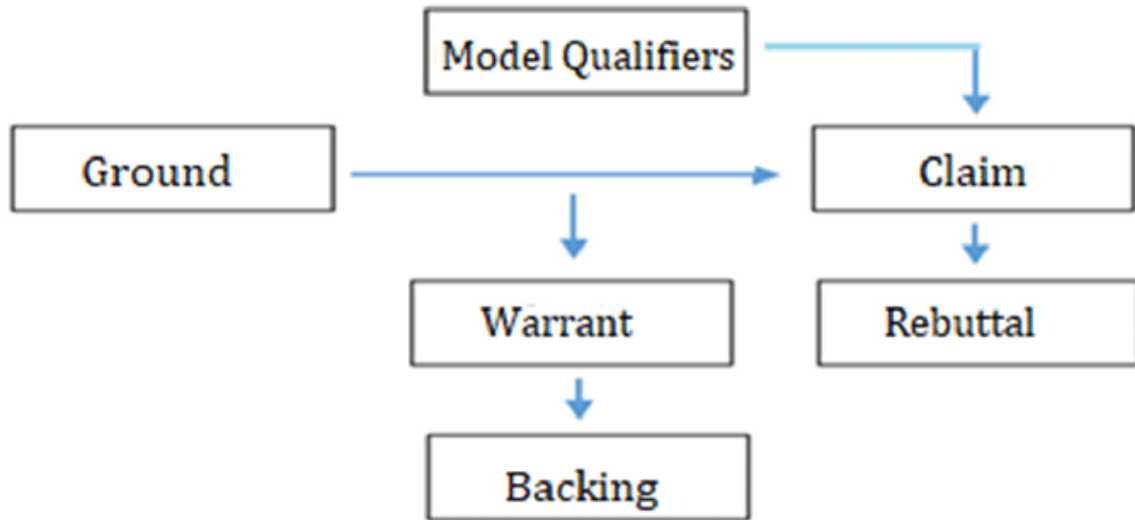 Model Qualifiers
Ground
Claim
Warrant
Rebuttal
Backing